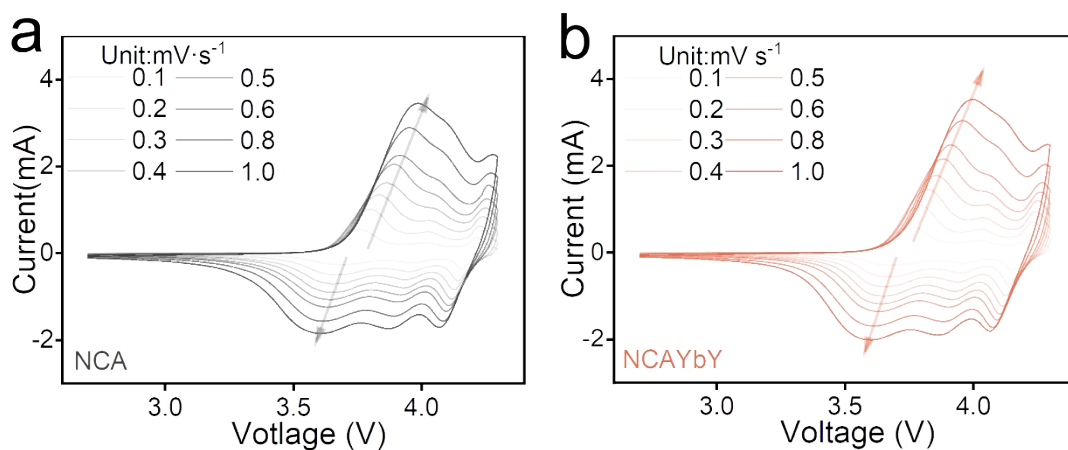 a
Unit:mV·s⁻¹
0.1 0.5
0.2 0.6
0.3 0.8
0.4 1.0
4
2
0
-2
Current(mA)
NCA
3.0 3.5 4.0
Votlage (V)
b
Unit:mV s⁻¹
0.1 0.5
0.2 0.6
0.3 0.8
0.4 1.0
4
2
0
-2
Current (mA)
NCAYbY
3.0 3.5 4.0
Voltage (V)